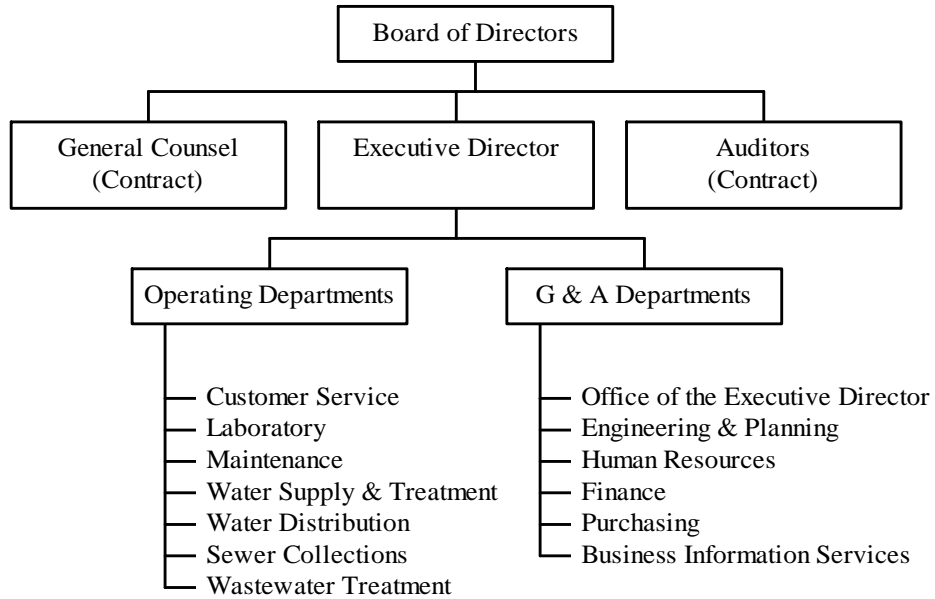 Board of Directors
General Counsel
(Contract)
Executive Director
Auditors
(Contract)
Operating Departments
G & A Departments
Customer Service
Laboratory
Maintenance
Water Supply & Treatment
Water Distribution
Sewer Collections
Wastewater Treatment
Office of the Executive Director
Engineering & Planning
Human Resources
Finance
Purchasing
Business Information Services